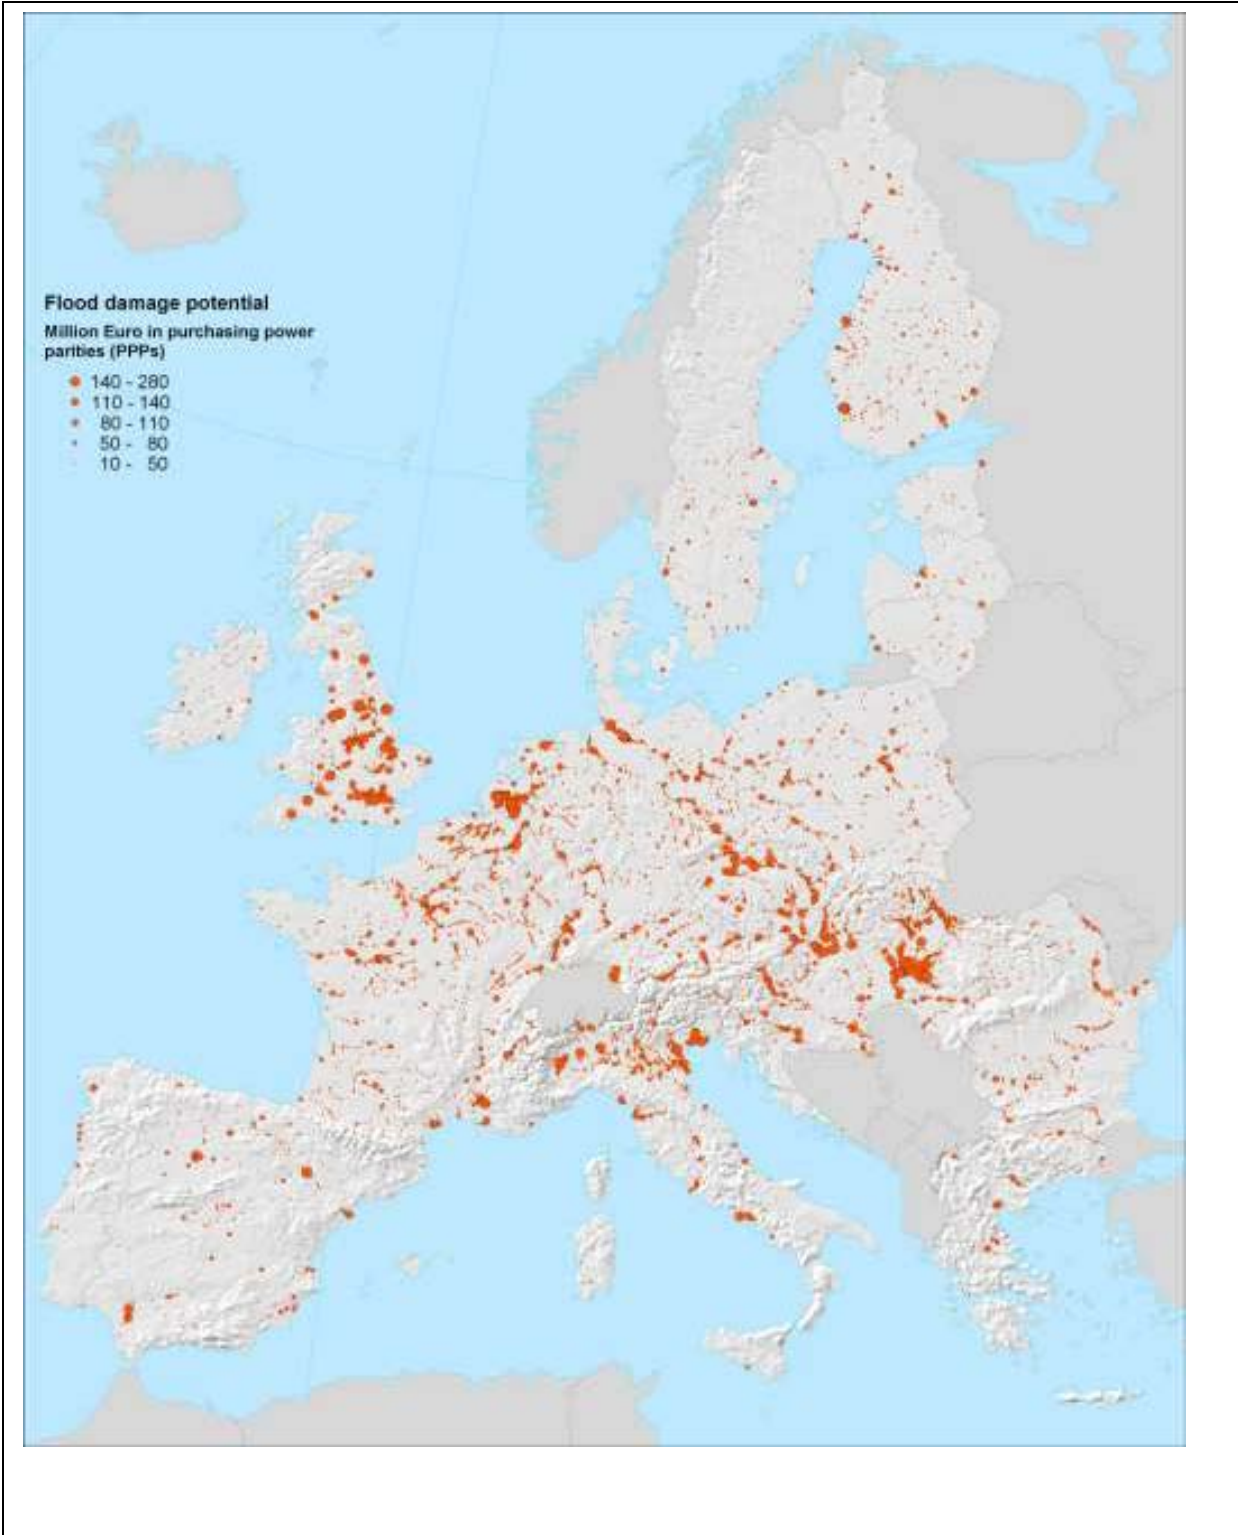 Flood damage potential
Million Euro in purchasing power
parities (PPPs)
140 - 280
110 - 140
80 - 110
50 - 80
10 - 50